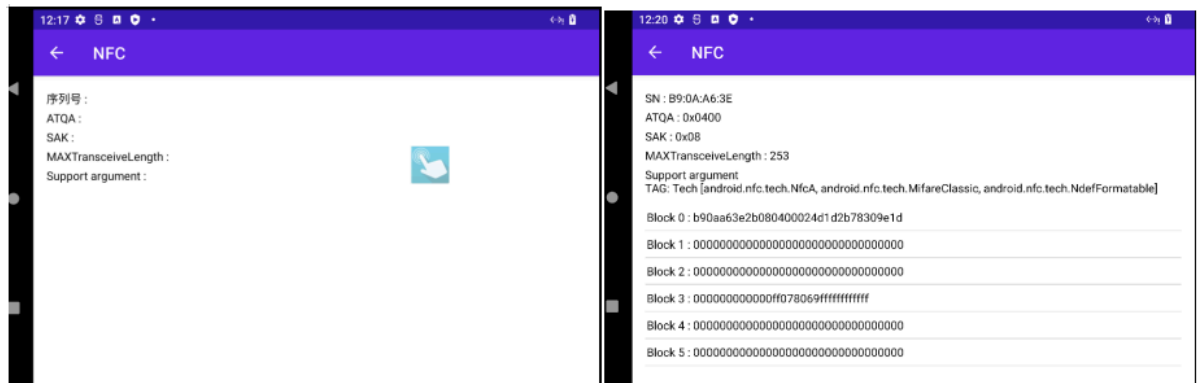 12:17
NFC
序列号 :
ATQA :
SAK :
MAXTransceiveLength :
Support argument :
12:20
NFC
SN : B9:0A:A6:3E
ATQA : 0x0400
SAK : 0x08
MAXTransceiveLength : 253
Support argument
TAG: Tech [android.nfc.tech.NfcA, android.nfc.tech.MifareClassic, android.nfc.tech.NdefFormatable]
Block 0 : b90aa63e2b080400024d1d2b78309e1d
Block 1 : 00000000000000000000000000000000
Block 2 : 00000000000000000000000000000000
Block 3 : 000000000000ff078069ffffffffffff
Block 4 : 00000000000000000000000000000000
Block 5 : 00000000000000000000000000000000